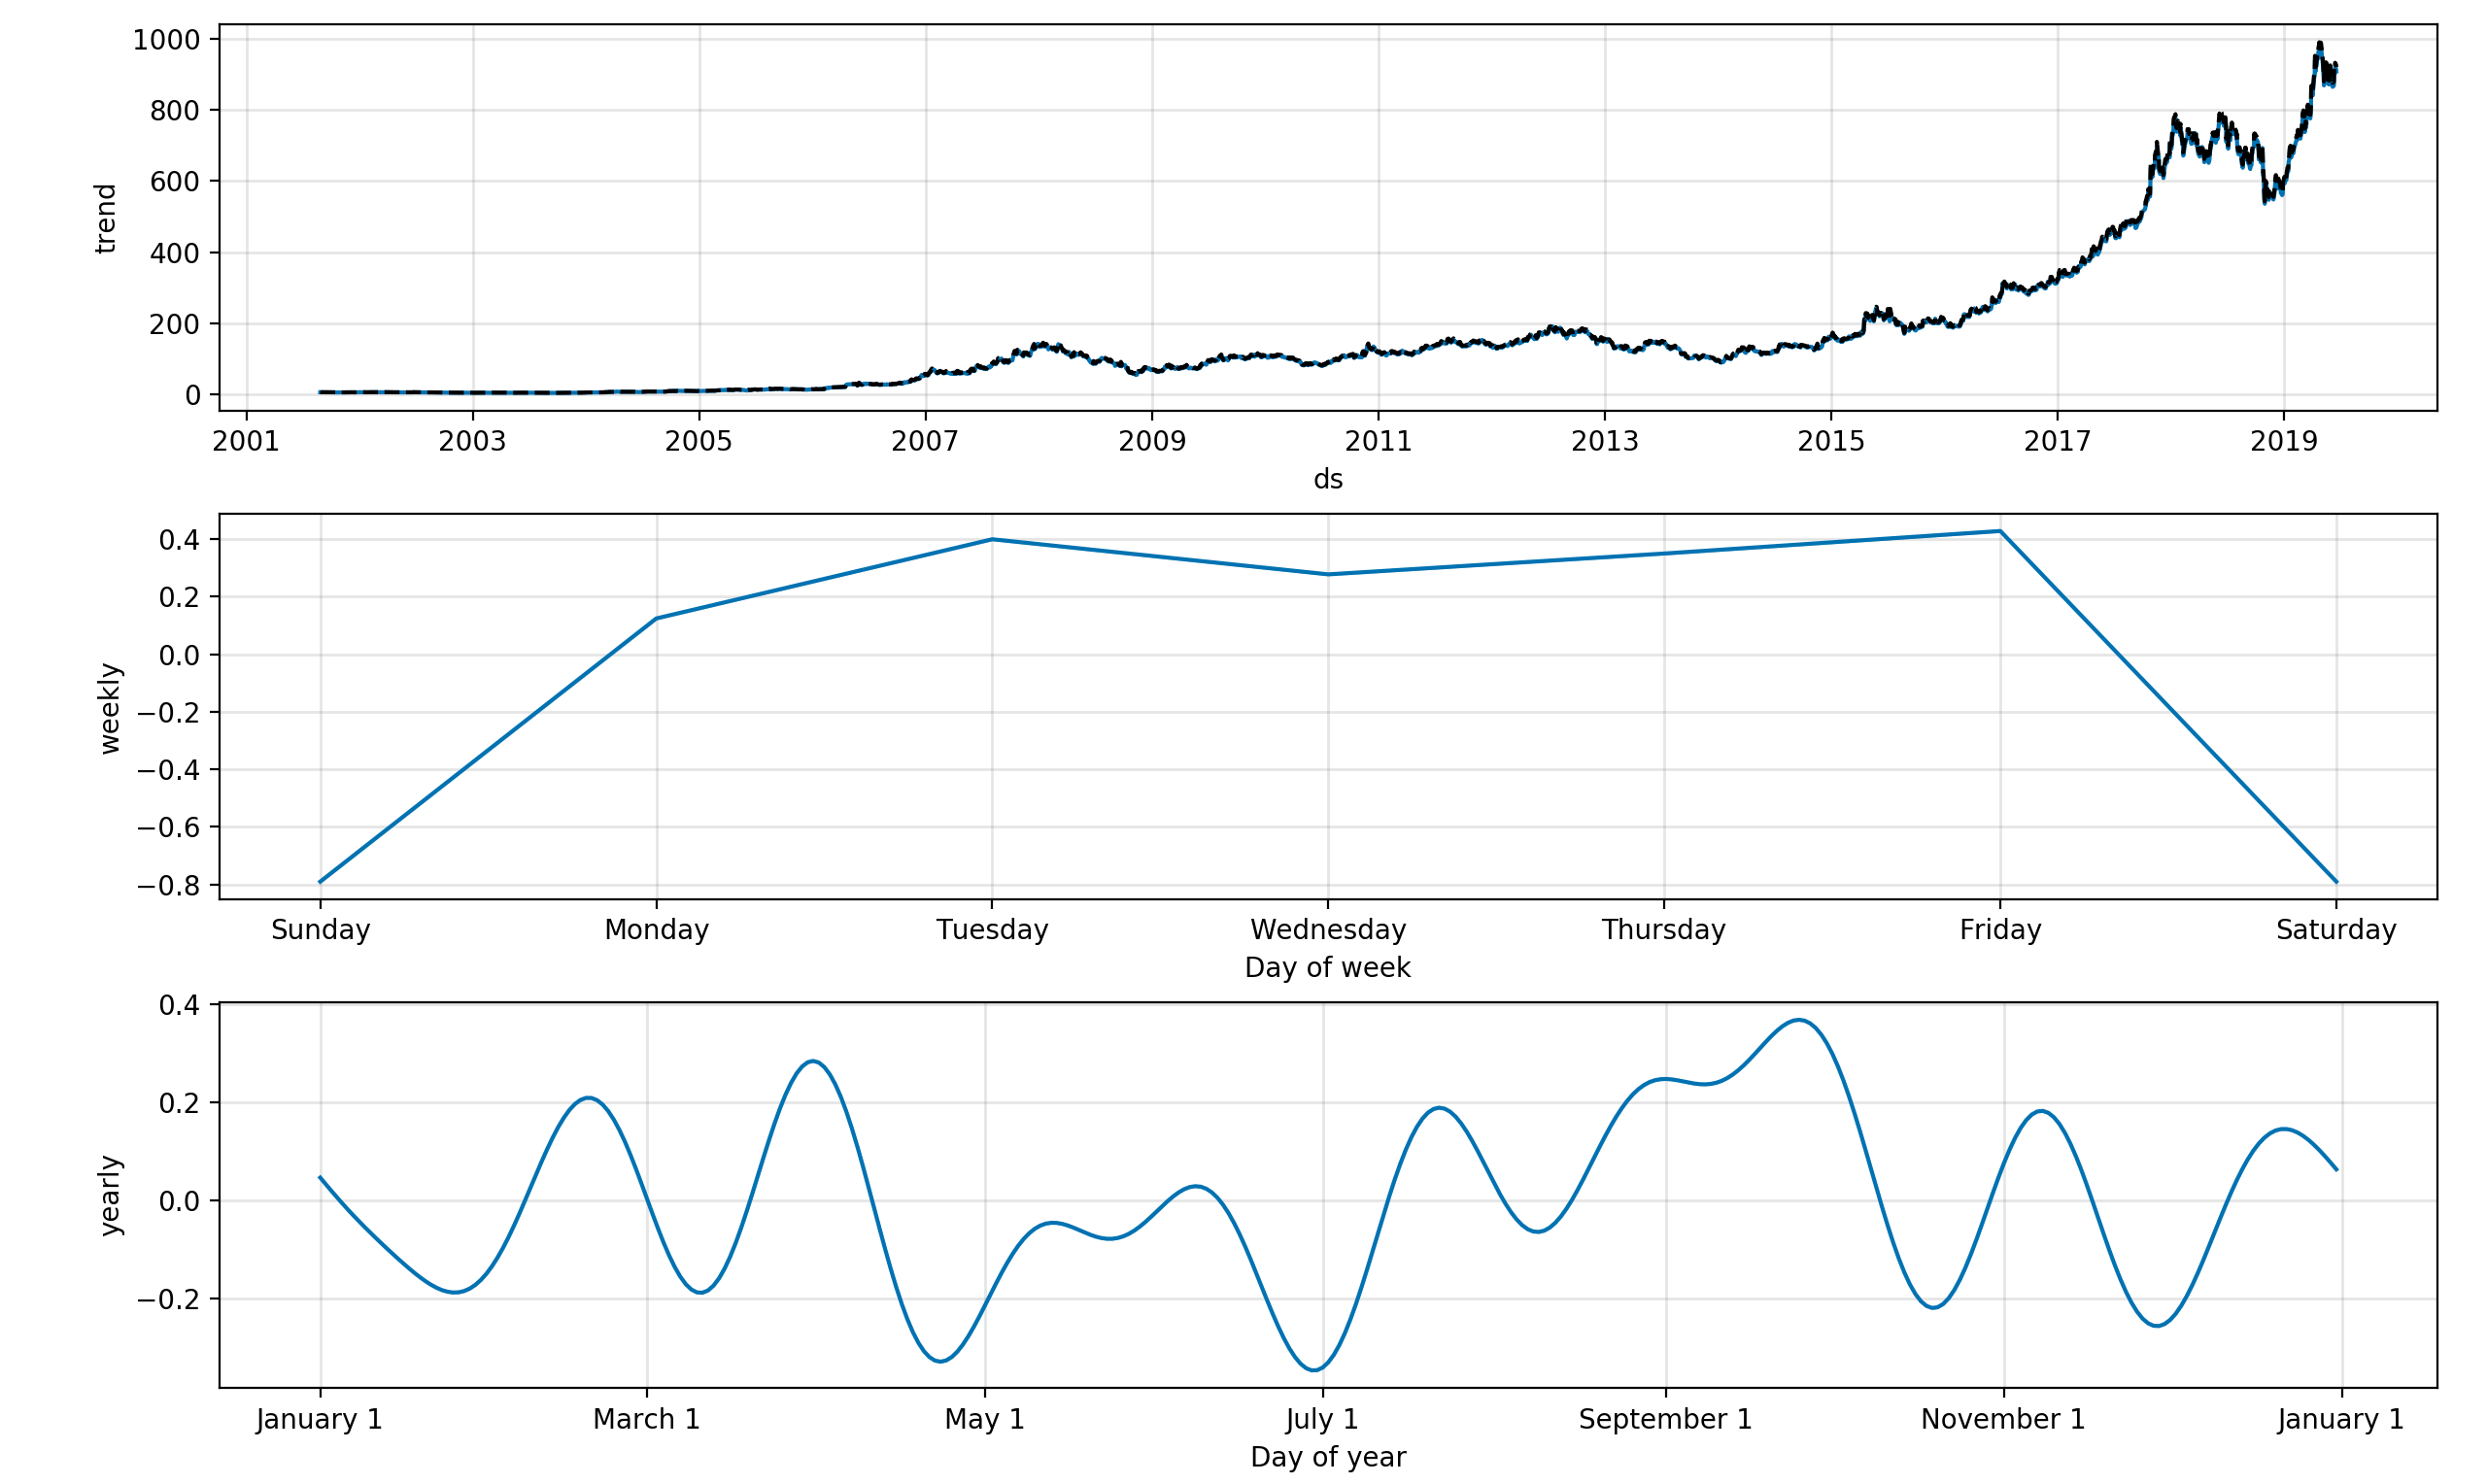 1000
800
600
400
200
0
trend
2001 2003 2005 2007 2009 2011 2013 2015 2017 2019
ds
0.4
0.2
0.0
−0.2
−0.4
−0.6
−0.8
weekly
Sunday Monday Tuesday Wednesday Thursday Friday Saturday
Day of week
0.4
0.2
0.0
−0.2
yearly
January 1 March 1 May 1 July 1 September 1 November 1 January 1
Day of year